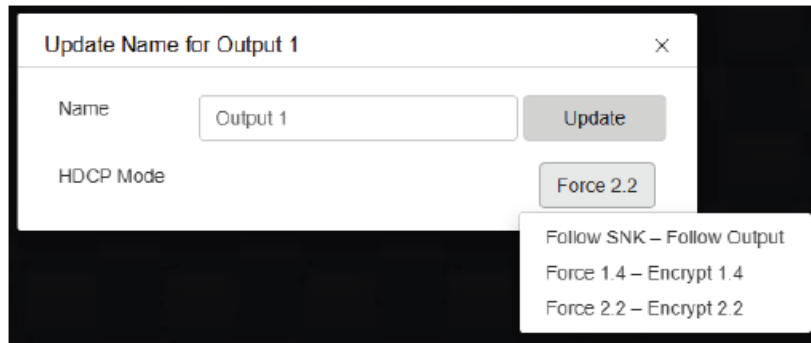 Update Name for Output 1
Name
Output 1
Update
HDCP Mode
Force 2.2
Follow SNK – Follow Output
Force 1.4 – Encrypt 1.4
Force 2.2 – Encrypt 2.2